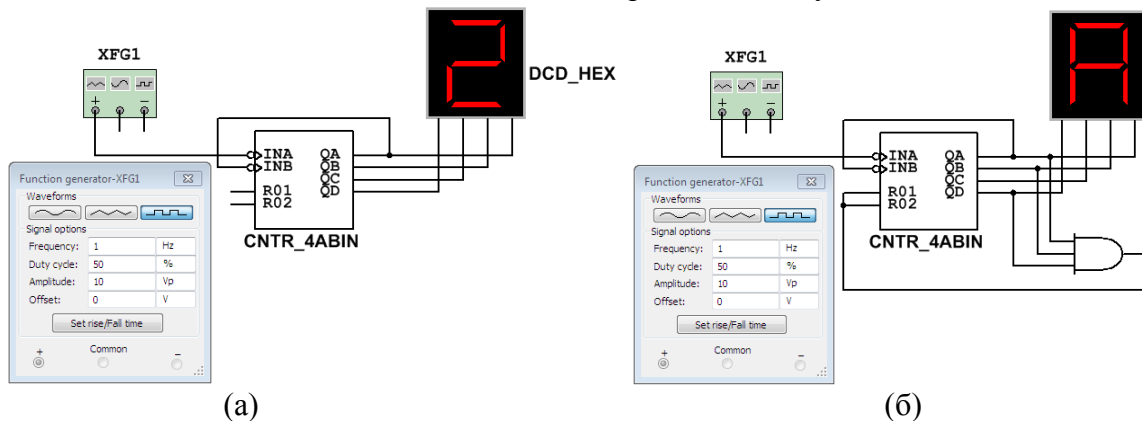 XFG1
+ −
2
DCD_HEX
INA QA
INB QB
QC
R01 QD
R02
CNTR_4ABIN
Function generator-XFG1
Waveforms
Signal options
Frequency: 1 Hz
Duty cycle: 50 %
Amplitude: 10 Vp
Offset: 0 V
Set rise/Fall time
+ Common −
(а)
XFG1
+ −
A
INA QA
INB QB
QC
R01 QD
R02
CNTR_4ABIN
Function generator-XFG1
Waveforms
Signal options
Frequency: 1 Hz
Duty cycle: 50 %
Amplitude: 10 Vp
Offset: 0 V
Set rise/Fall time
+ Common −
(б)